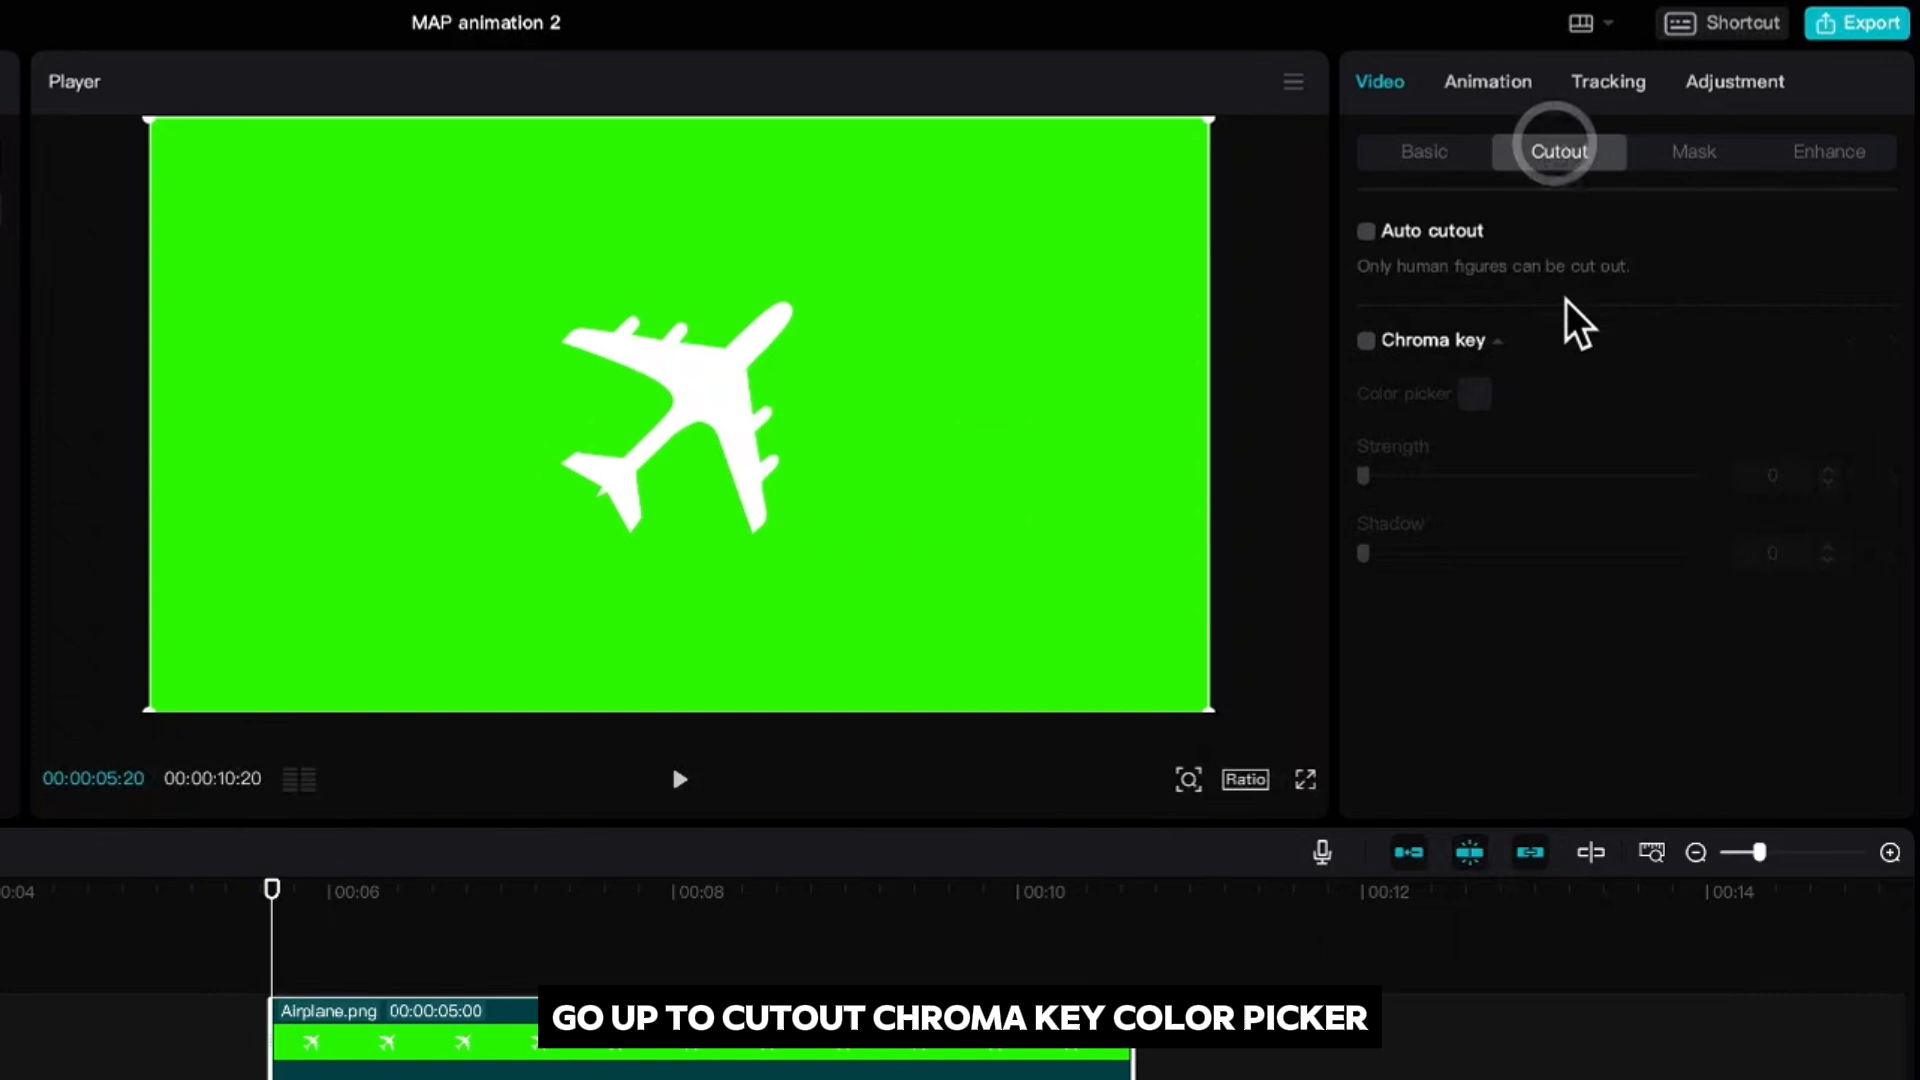 MAP animation 2
Shortcut
Export
Player
Video Animation Tracking Adjustment
Basic Cutout Mask Enhance
Auto cutout
Only human figures can be cut out.
Chroma key
Color picker
Strength
0
Shadow
0
00:00:05:20 00:00:10:20
Ratio
0:04 00:06 00:08 00:10 00:12 00:14
Airplane.png 00:00:05:00
GO UP TO CUTOUT CHROMA KEY COLOR PICKER